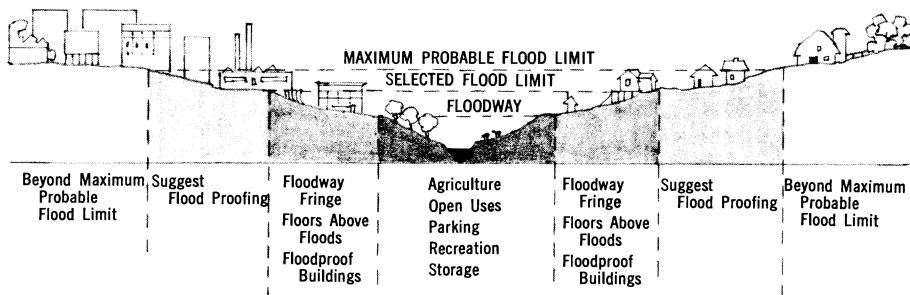 MAXIMUM PROBABLE FLOOD LIMIT
SELECTED FLOOD LIMIT
FLOODWAY
Beyond Maximum
Probable
Flood Limit
Suggest
Flood Proofing
Floodway
Fringe
Floors Above
Floods
Floodproof
Buildings
Agriculture
Open Uses
Parking
Recreation
Storage
Floodway
Fringe
Floors Above
Floods
Floodproof
Buildings
Suggest
Flood Proofing
Beyond Maximum
Probable
Flood Limit